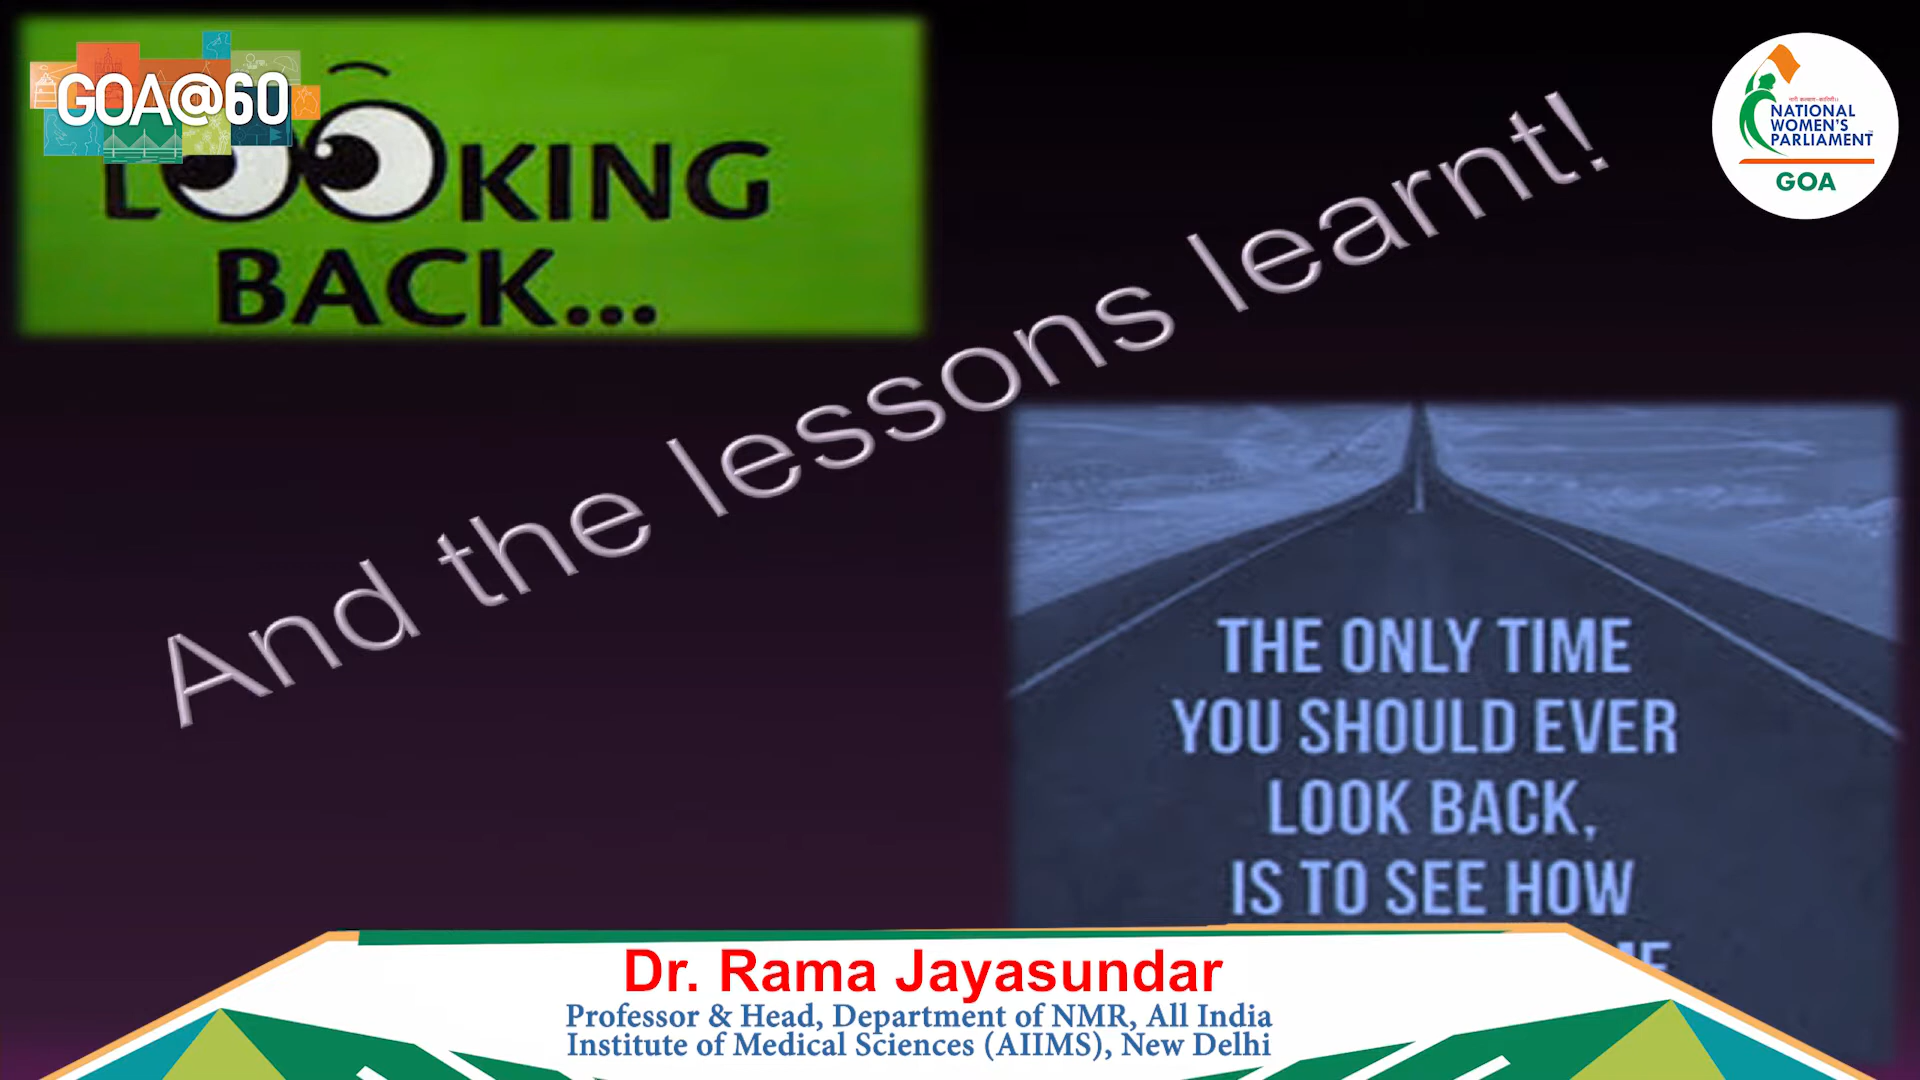 GOA@60
LOOKING
BACK...
And the lessons learnt!
NATIONAL
WOMEN'S
PARLIAMENT
GOA
THE ONLY TIME
YOU SHOULD EVER
LOOK BACK,
IS TO SEE HOW
Dr. Rama Jayasundar
Professor & Head, Department of NMR, All India
Institute of Medical Sciences (AIIMS), New Delhi